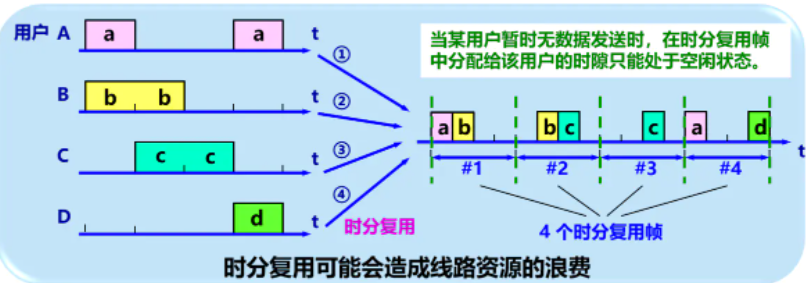 用户 A a a t
当某用户暂时无数据发送时，在时分复用帧
中分配给该用户的时隙只能处于空闲状态。
①
B b b t
②
a b b c c a d t
C c c t
③
#1 #2 #3 #4
④
D d t
时分复用
4 个时分复用帧
时分复用可能会造成线路资源的浪费